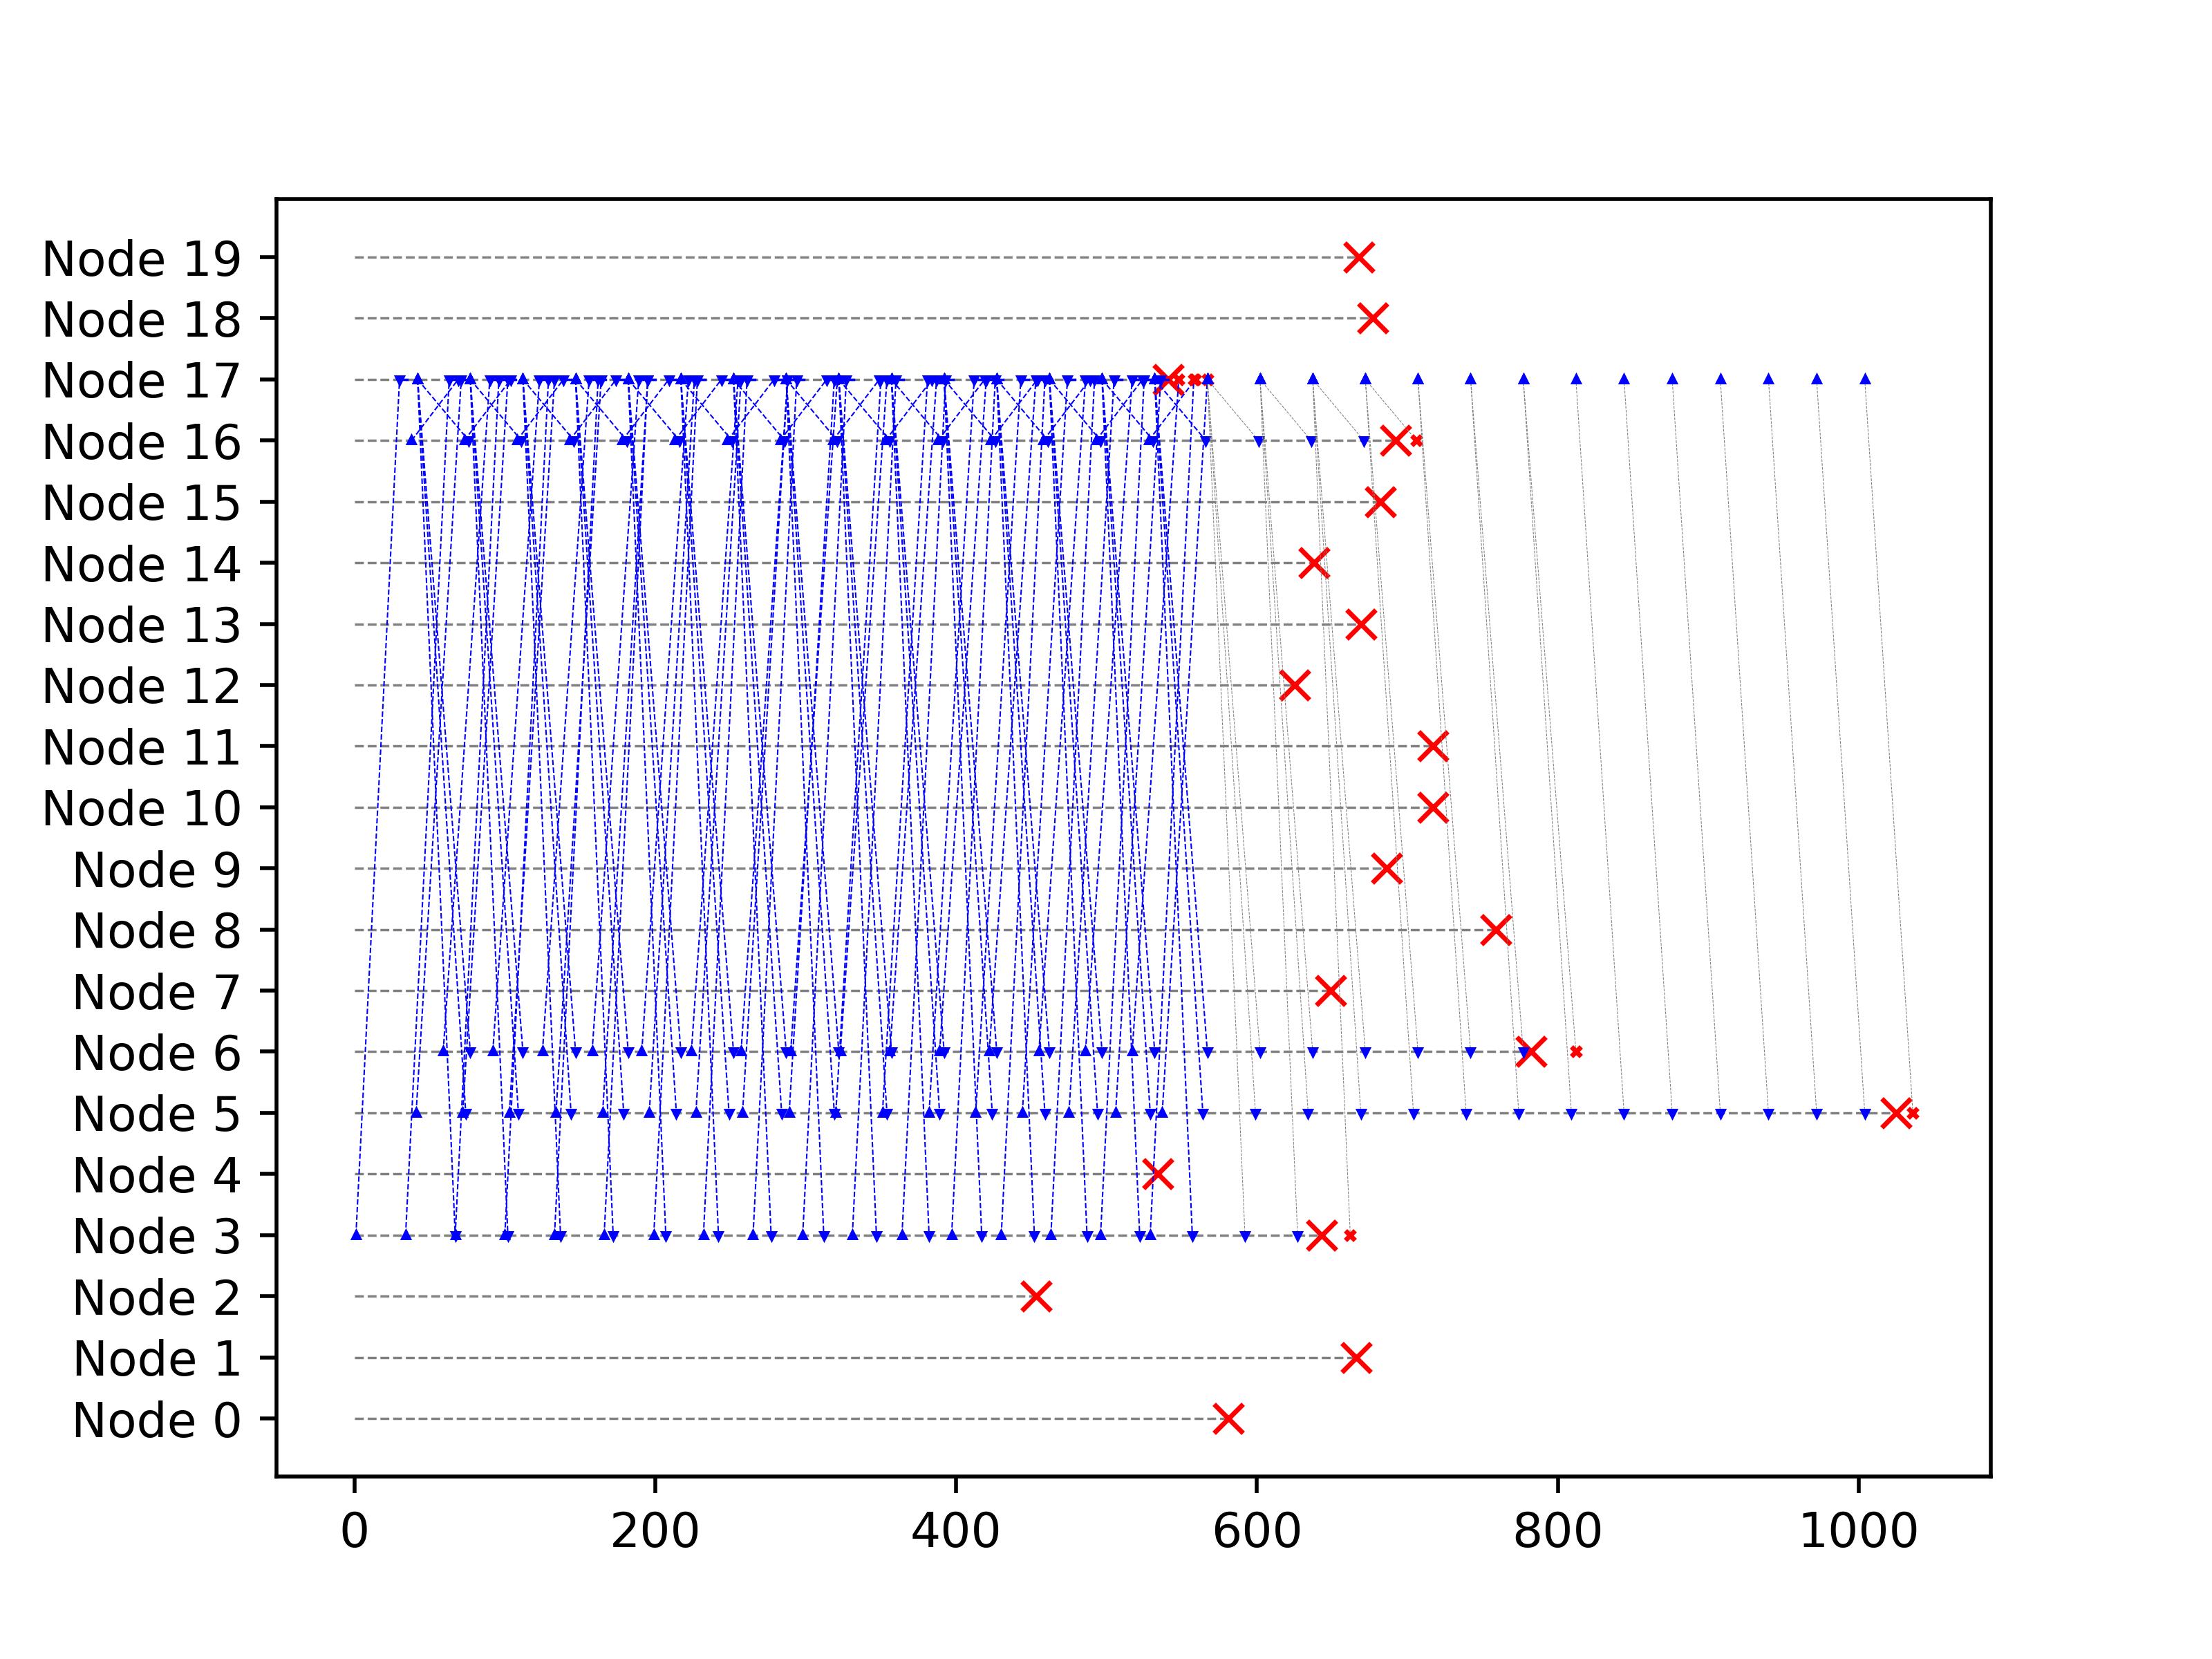 Node 19
Node 18
Node 17
Node 16
Node 15
Node 14
Node 13
Node 12
Node 11
Node 10
Node 9
Node 8
Node 7
Node 6
Node 5
Node 4
Node 3
Node 2
Node 1
Node 0
0 200 400 600 800 1000